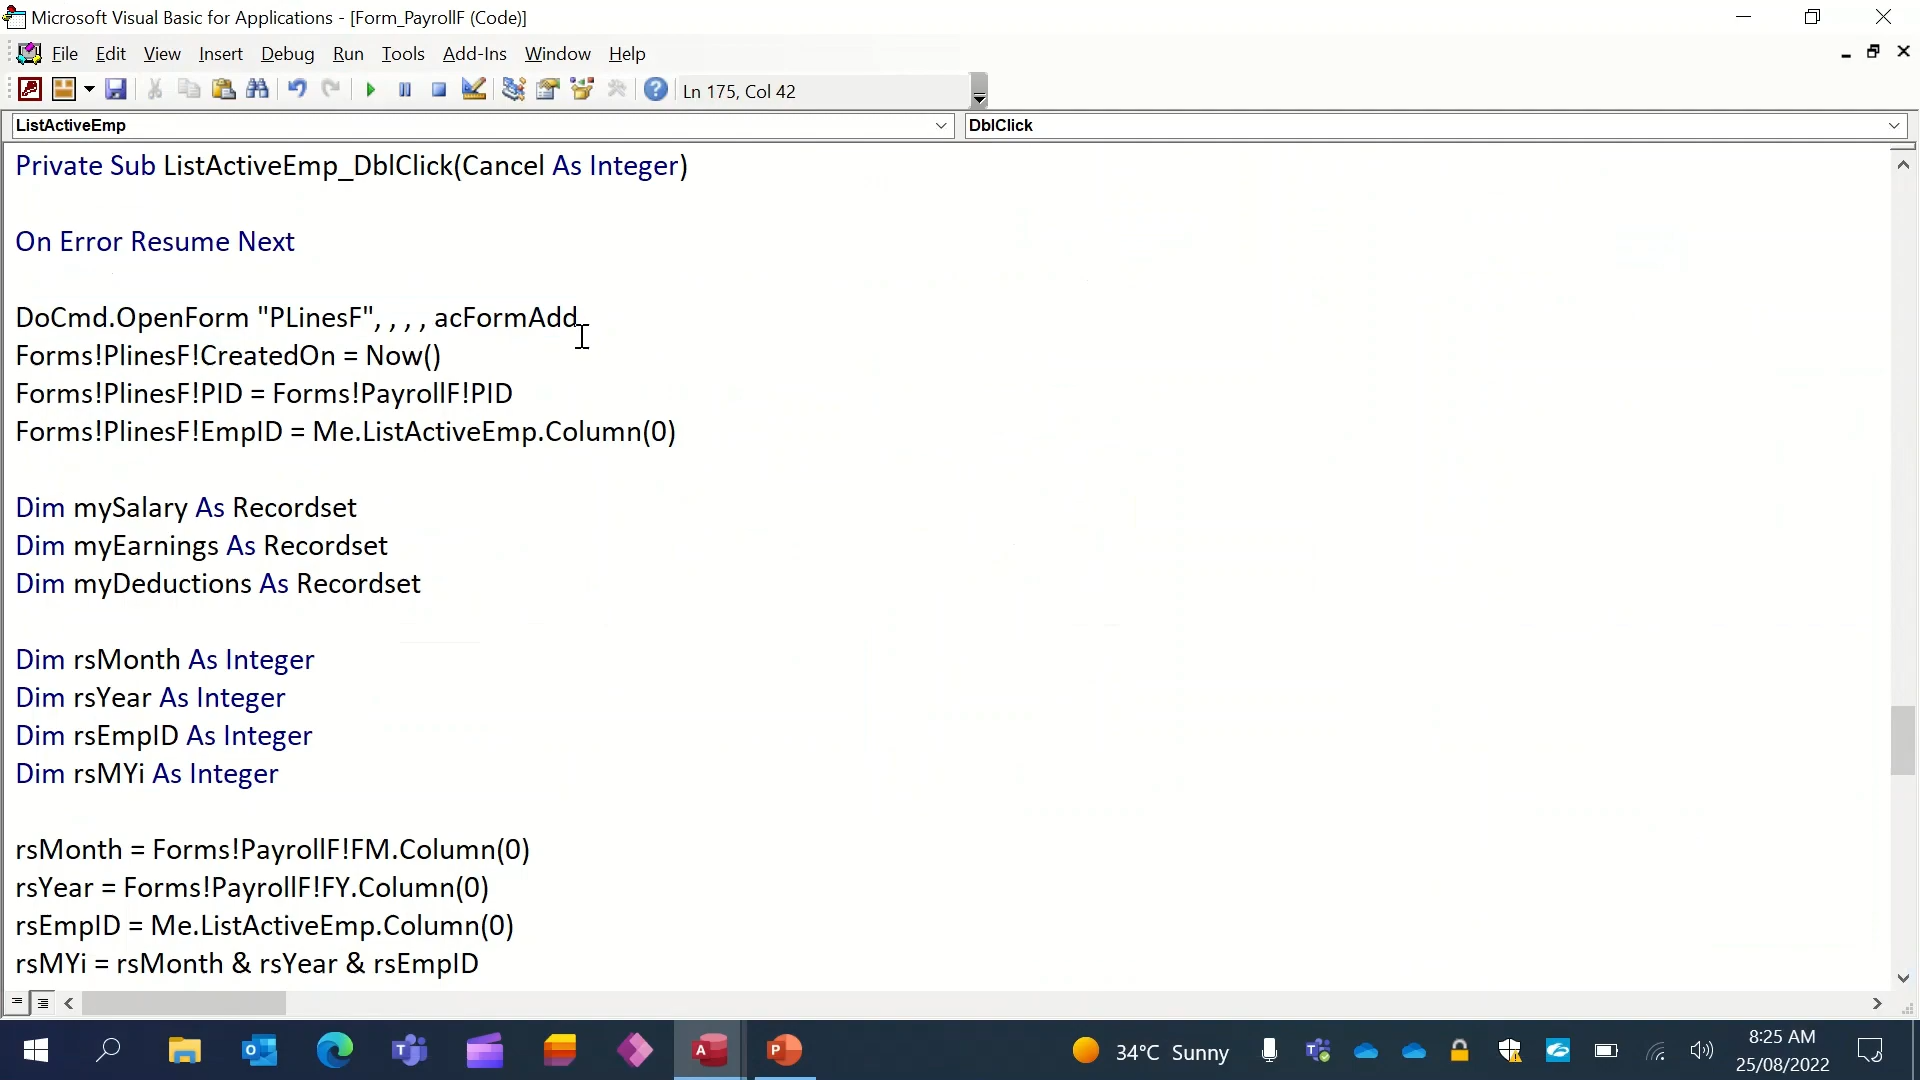 Microsoft Visual Basic for Applications - [Form_PayrollF (Code)]
File Edit View Insert Debug Run Tools Add-Ins Window Help
Ln 175, Col 42
ListActiveEmp DblClick
Private Sub ListActiveEmp_DblClick(Cancel As Integer)
On Error Resume Next
DoCmd.OpenForm "PLinesF", , , , acFormAdd
Forms!PlinesF!CreatedOn = Now()
Forms!PlinesF!PID = Forms!PayrollF!PID
Forms!PlinesF!EmpID = Me.ListActiveEmp.Column(0)
Dim mySalary As Recordset
Dim myEarnings As Recordset
Dim myDeductions As Recordset
Dim rsMonth As Integer
Dim rsYear As Integer
Dim rsEmpID As Integer
Dim rsMYi As Integer
rsMonth = Forms!PayrollF!FM.Column(0)
rsYear = Forms!PayrollF!FY.Column(0)
rsEmpID = Me.ListActiveEmp.Column(0)
rsMYi = rsMonth & rsYear & rsEmpID
34°C Sunny
8:25 AM
25/08/2022